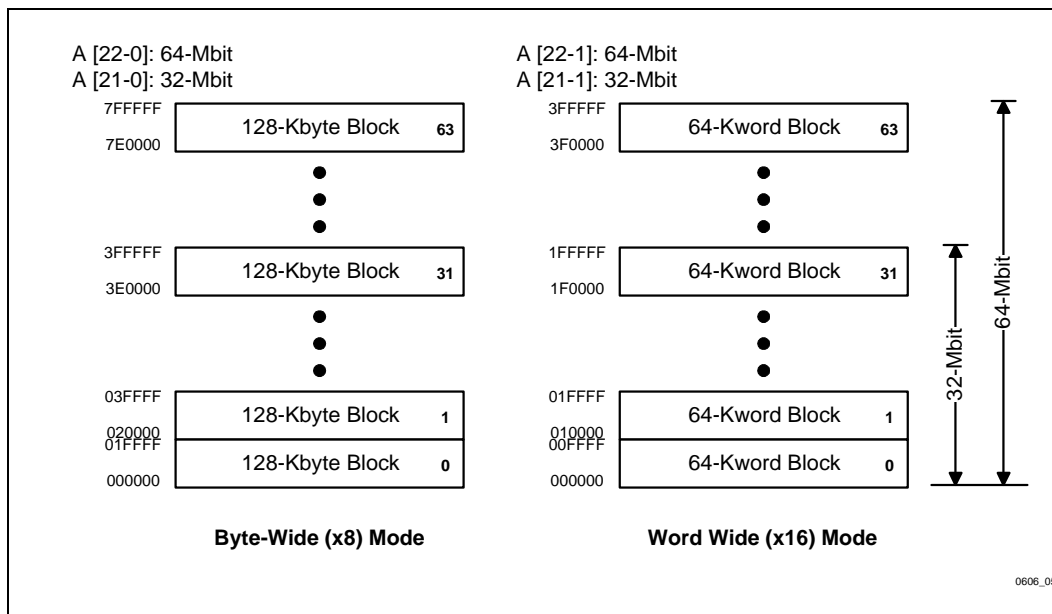 A [22-0]: 64-Mbit
A [21-0]: 32-Mbit
7FFFFF
128-Kbyte Block 63
7E0000
3FFFFF
128-Kbyte Block 31
3E0000
03FFFF
128-Kbyte Block 1
020000
01FFFF
128-Kbyte Block 0
000000
Byte-Wide (x8) Mode
A [22-1]: 64-Mbit
A [21-1]: 32-Mbit
3FFFFF
64-Kword Block 63
3F0000
1FFFFF
64-Kword Block 31
1F0000
01FFFF
64-Kword Block 1
010000
00FFFF
64-Kword Block 0
000000
Word Wide (x16) Mode
32-Mbit
64-Mbit